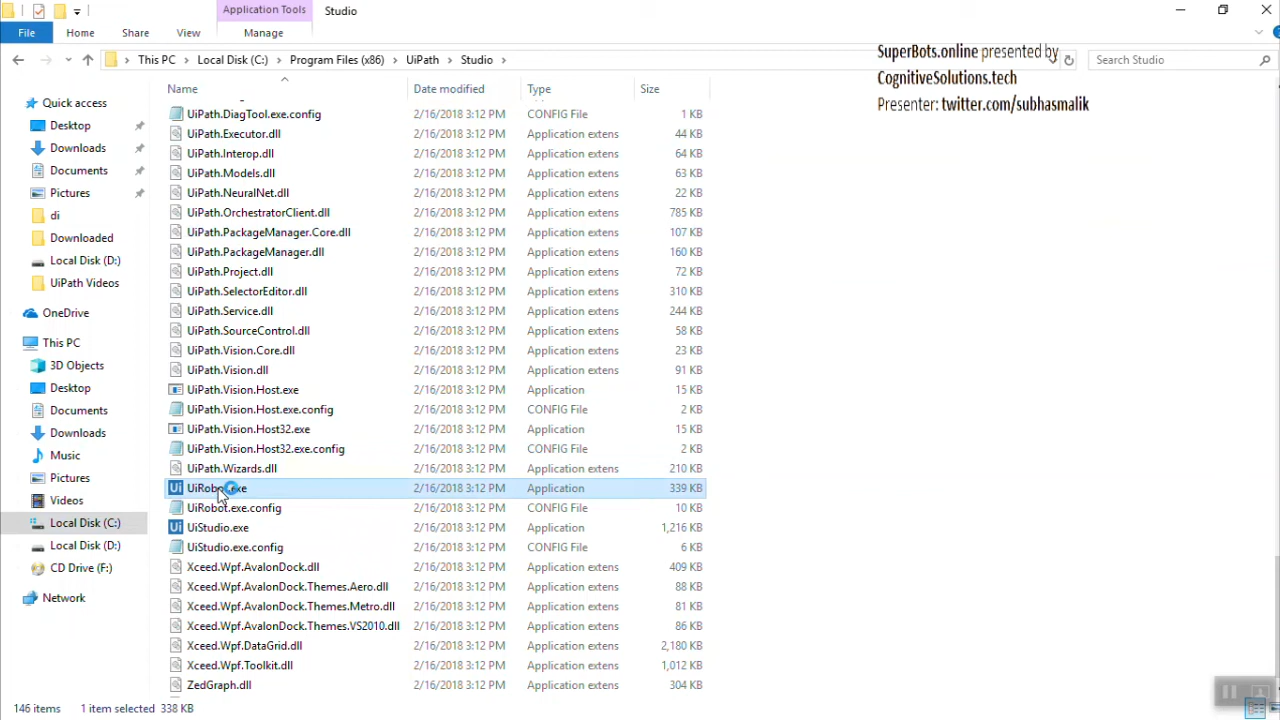 Application Tools Studio
File Home Share View Manage
This PC Local Disk (C:) Program Files (x86) UiPath Studio Search Studio
SuperBots.online presented by
CognitiveSolutions.tech
Presenter: twitter.com/subhasmalik
Quick access
Desktop
Downloads
Documents
Pictures
di
Downloaded
Local Disk (D:)
UiPath Videos
OneDrive
This PC
3D Objects
Desktop
Documents
Downloads
Music
Pictures
Videos
Local Disk (C:)
Local Disk (D:)
CD Drive (F:)
Network
Name Date modified Type Size
UiPath.DiagTool.exe.config 2/16/2018 3:12 PM CONFIG File 1 KB
UiPath.Executor.dll 2/16/2018 3:12 PM Application extens 44 KB
UiPath.Interop.dll 2/16/2018 3:12 PM Application extens 64 KB
UiPath.Models.dll 2/16/2018 3:12 PM Application extens 63 KB
UiPath.NeuralNet.dll 2/16/2018 3:12 PM Application extens 22 KB
UiPath.OrchestratorClient.dll 2/16/2018 3:12 PM Application extens 785 KB
UiPath.PackageManager.Core.dll 2/16/2018 3:12 PM Application extens 107 KB
UiPath.PackageManager.dll 2/16/2018 3:12 PM Application extens 160 KB
UiPath.Project.dll 2/16/2018 3:12 PM Application extens 72 KB
UiPath.SelectorEditor.dll 2/16/2018 3:12 PM Application extens 310 KB
UiPath.Service.dll 2/16/2018 3:12 PM Application extens 244 KB
UiPath.SourceControl.dll 2/16/2018 3:12 PM Application extens 58 KB
UiPath.Vision.Core.dll 2/16/2018 3:12 PM Application extens 23 KB
UiPath.Vision.dll 2/16/2018 3:12 PM Application extens 91 KB
UiPath.Vision.Host.exe 2/16/2018 3:12 PM Application 15 KB
UiPath.Vision.Host.exe.config 2/16/2018 3:12 PM CONFIG File 2 KB
UiPath.Vision.Host32.exe 2/16/2018 3:12 PM Application 15 KB
UiPath.Vision.Host32.exe.config 2/16/2018 3:12 PM CONFIG File 2 KB
UiPath.Wizards.dll 2/16/2018 3:12 PM Application extens 210 KB
Ui UiRobot.exe 2/16/2018 3:12 PM Application 339 KB
UiRobot.exe.config 2/16/2018 3:12 PM CONFIG File 10 KB
Ui UiStudio.exe 2/16/2018 3:12 PM Application 1,216 KB
UiStudio.exe.config 2/16/2018 3:12 PM CONFIG File 6 KB
Xceed.Wpf.AvalonDock.dll 2/16/2018 3:12 PM Application extens 409 KB
Xceed.Wpf.AvalonDock.Themes.Aero.dll 2/16/2018 3:12 PM Application extens 88 KB
Xceed.Wpf.AvalonDock.Themes.Metro.dll 2/16/2018 3:12 PM Application extens 81 KB
Xceed.Wpf.AvalonDock.Themes.VS2010.dll 2/16/2018 3:12 PM Application extens 86 KB
Xceed.Wpf.DataGrid.dll 2/16/2018 3:12 PM Application extens 2,180 KB
Xceed.Wpf.Toolkit.dll 2/16/2018 3:12 PM Application extens 1,012 KB
ZedGraph.dll 2/16/2018 3:12 PM Application extens 304 KB
146 items 1 item selected 338 KB